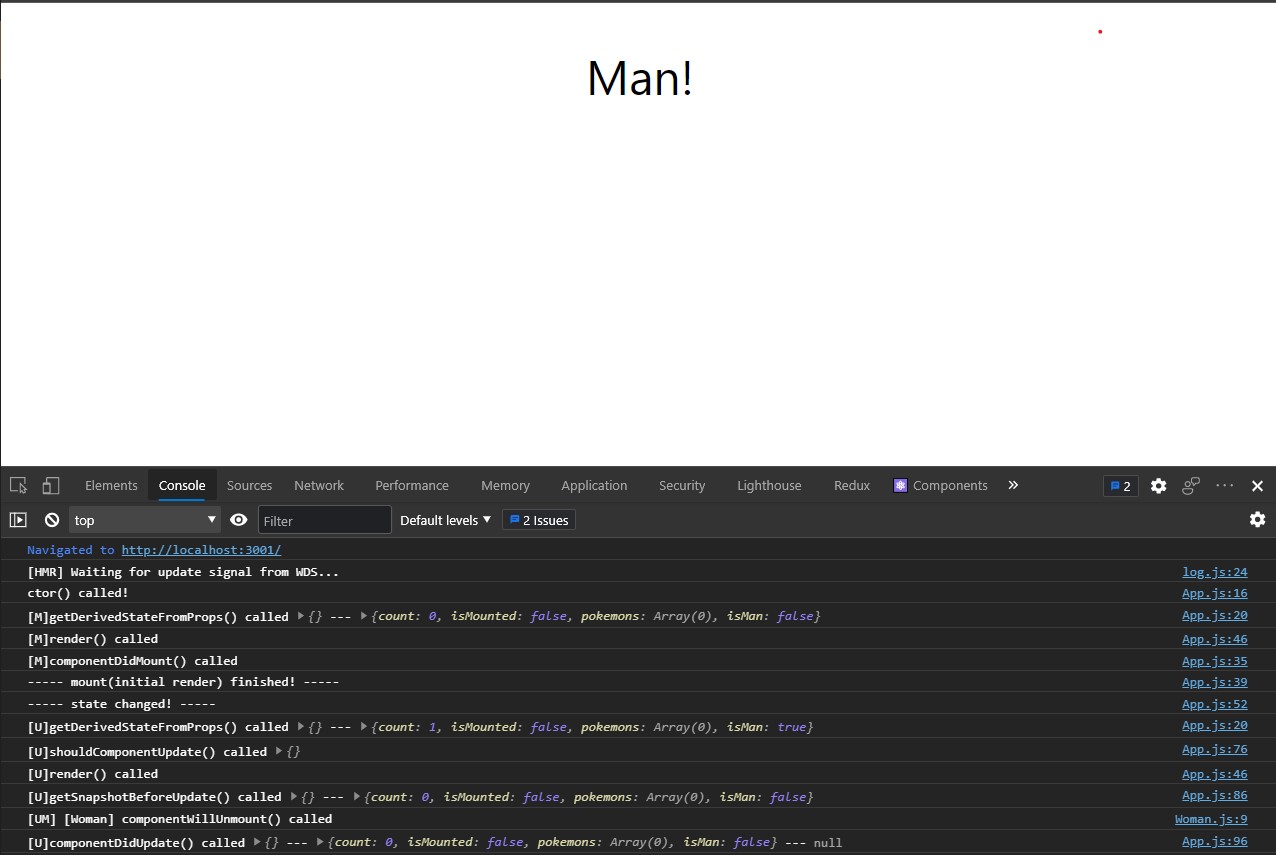 Man!
Elements Console Sources Network Performance Memory Application Security Lighthouse Redux Components » 2
top Filter Default levels 2 Issues
Navigated to http://localhost:3001/
[HMR] Waiting for update signal from WDS... log.js:24
ctor() called! App.js:16
[M]getDerivedStateFromProps() called {} --- {count: 0, isMounted: false, pokemons: Array(0), isMan: false} App.js:20
[M]render() called App.js:46
[M]componentDidMount() called App.js:35
----- mount(initial render) finished! ----- App.js:39
----- state changed! ----- App.js:52
[U]getDerivedStateFromProps() called {} --- {count: 1, isMounted: false, pokemons: Array(0), isMan: true} App.js:20
[U]shouldComponentUpdate() called {} App.js:76
[U]render() called App.js:46
[U]getSnapshotBeforeUpdate() called {} --- {count: 0, isMounted: false, pokemons: Array(0), isMan: false} App.js:86
[UM] [Woman] componentWillUnmount() called Woman.js:9
[U]componentDidUpdate() called {} --- {count: 0, isMounted: false, pokemons: Array(0), isMan: false} --- null App.js:96